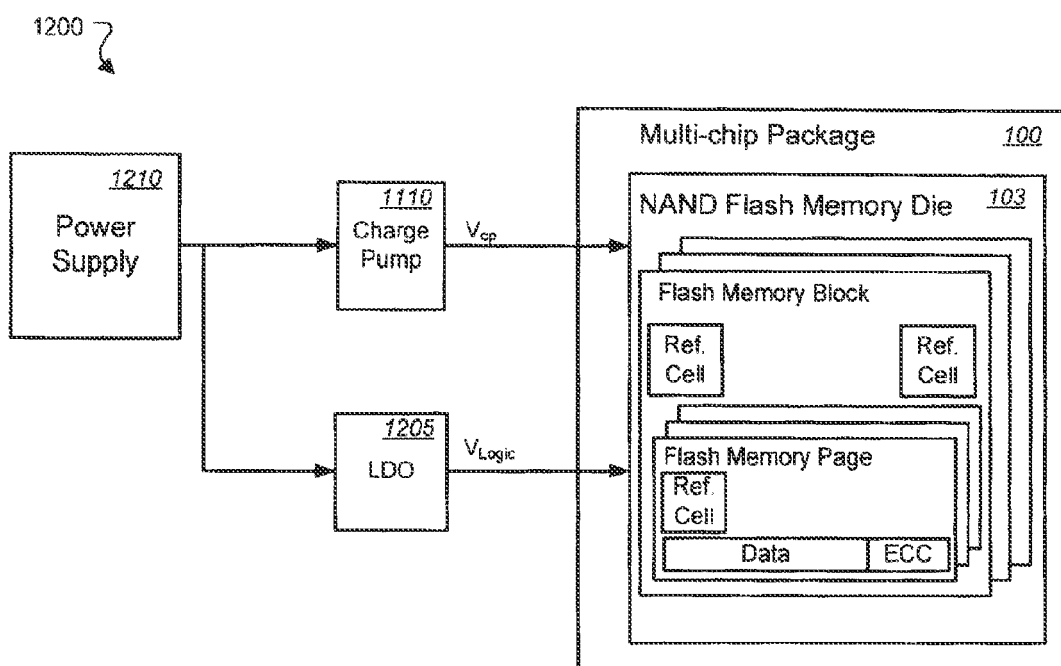 1200
1210
Power
Supply
1110
Charge
Pump
Vcp
1205
LDO
VLogic
Multi-chip Package 100
NAND Flash Memory Die 103
Flash Memory Block
Ref.
Cell
Ref.
Cell
Flash Memory Page
Ref.
Cell
Data ECC